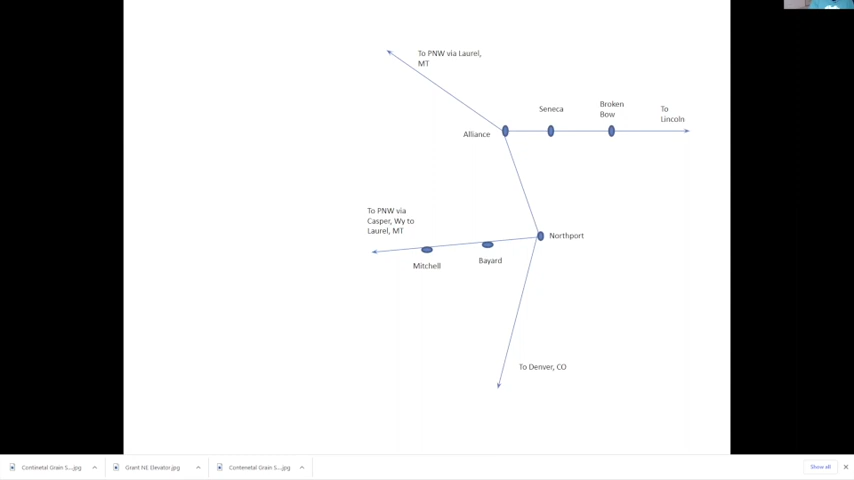 To PNW via Laurel,
MT
Broken
Bow
Seneca
To
Lincoln
Alliance
To PNW via
Casper, Wy to
Laurel, MT
Northport
Mitchell
Bayard
To Denver, CO
Continetal Grain S....jpg
Grant NE Elevator.jpg
Contenetal Grain S....jpg
Show all